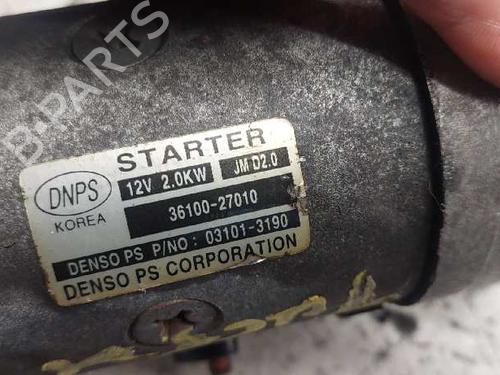 B-PARTS
STARTER
DNPS
KOREA
12V 2.0KW JM D2.0
36100-27010
DENSO PS P/NO : 03101-3190
DENSO PS CORPORATION